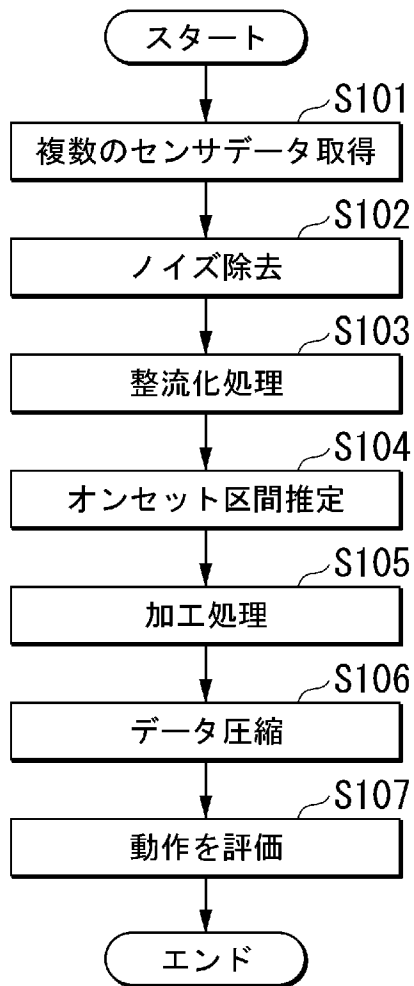 スタート
S101
複数のセンサデータ取得
S102
ノイズ除去
S103
整流化処理
S104
オンセット区間推定
S105
加工処理
S106
データ圧縮
S107
動作を評価
エンド